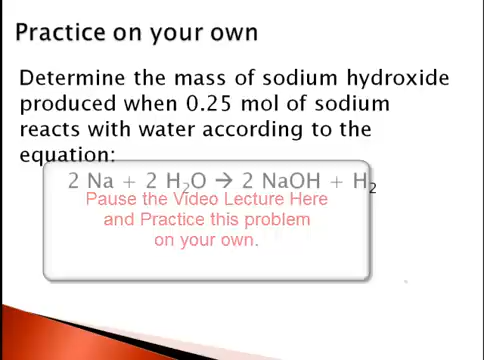 Practice on your own
Determine the mass of sodium hydroxide
produced when 0.25 mol of sodium
reacts with water according to the
equation:
2 Na + 2 H₂O → 2 NaOH + H₂
Pause the Video Lecture Here
and Practice this problem
on your own.